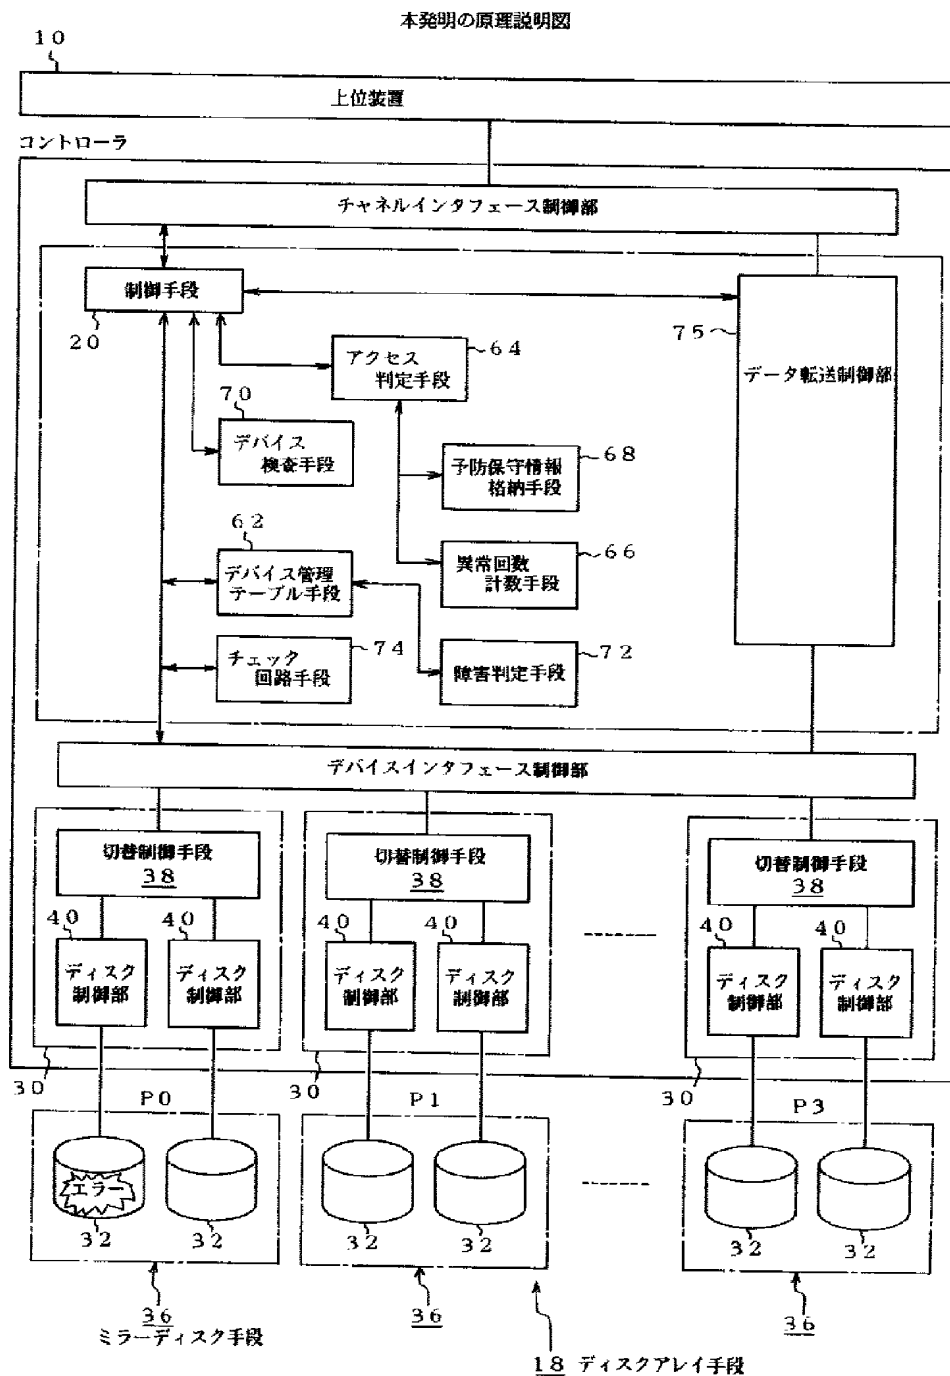 本発明の原理説明図
10
上位装置
コントローラ
チャネルインタフェース制御部
制御手段
20
75
データ転送制御部
アクセス
判定手段
64
70
デバイス
検査手段
予防保守情報
格納手段
68
62
デバイス管理
テーブル手段
異常回数
計数手段
66
チェック
回路手段
74
障害判定手段
72
デバイスインタフェース制御部
切替制御手段
38
切替制御手段
38
切替制御手段
38
40
40
40
40
40
40
ディスク
制御部
ディスク
制御部
ディスク
制御部
ディスク
制御部
ディスク
制御部
ディスク
制御部
30
30
30
P0
P1
P3
エラー
32
32
32
32
32
32
36
36
36
ミラーディスク手段
18 ディスクアレイ手段